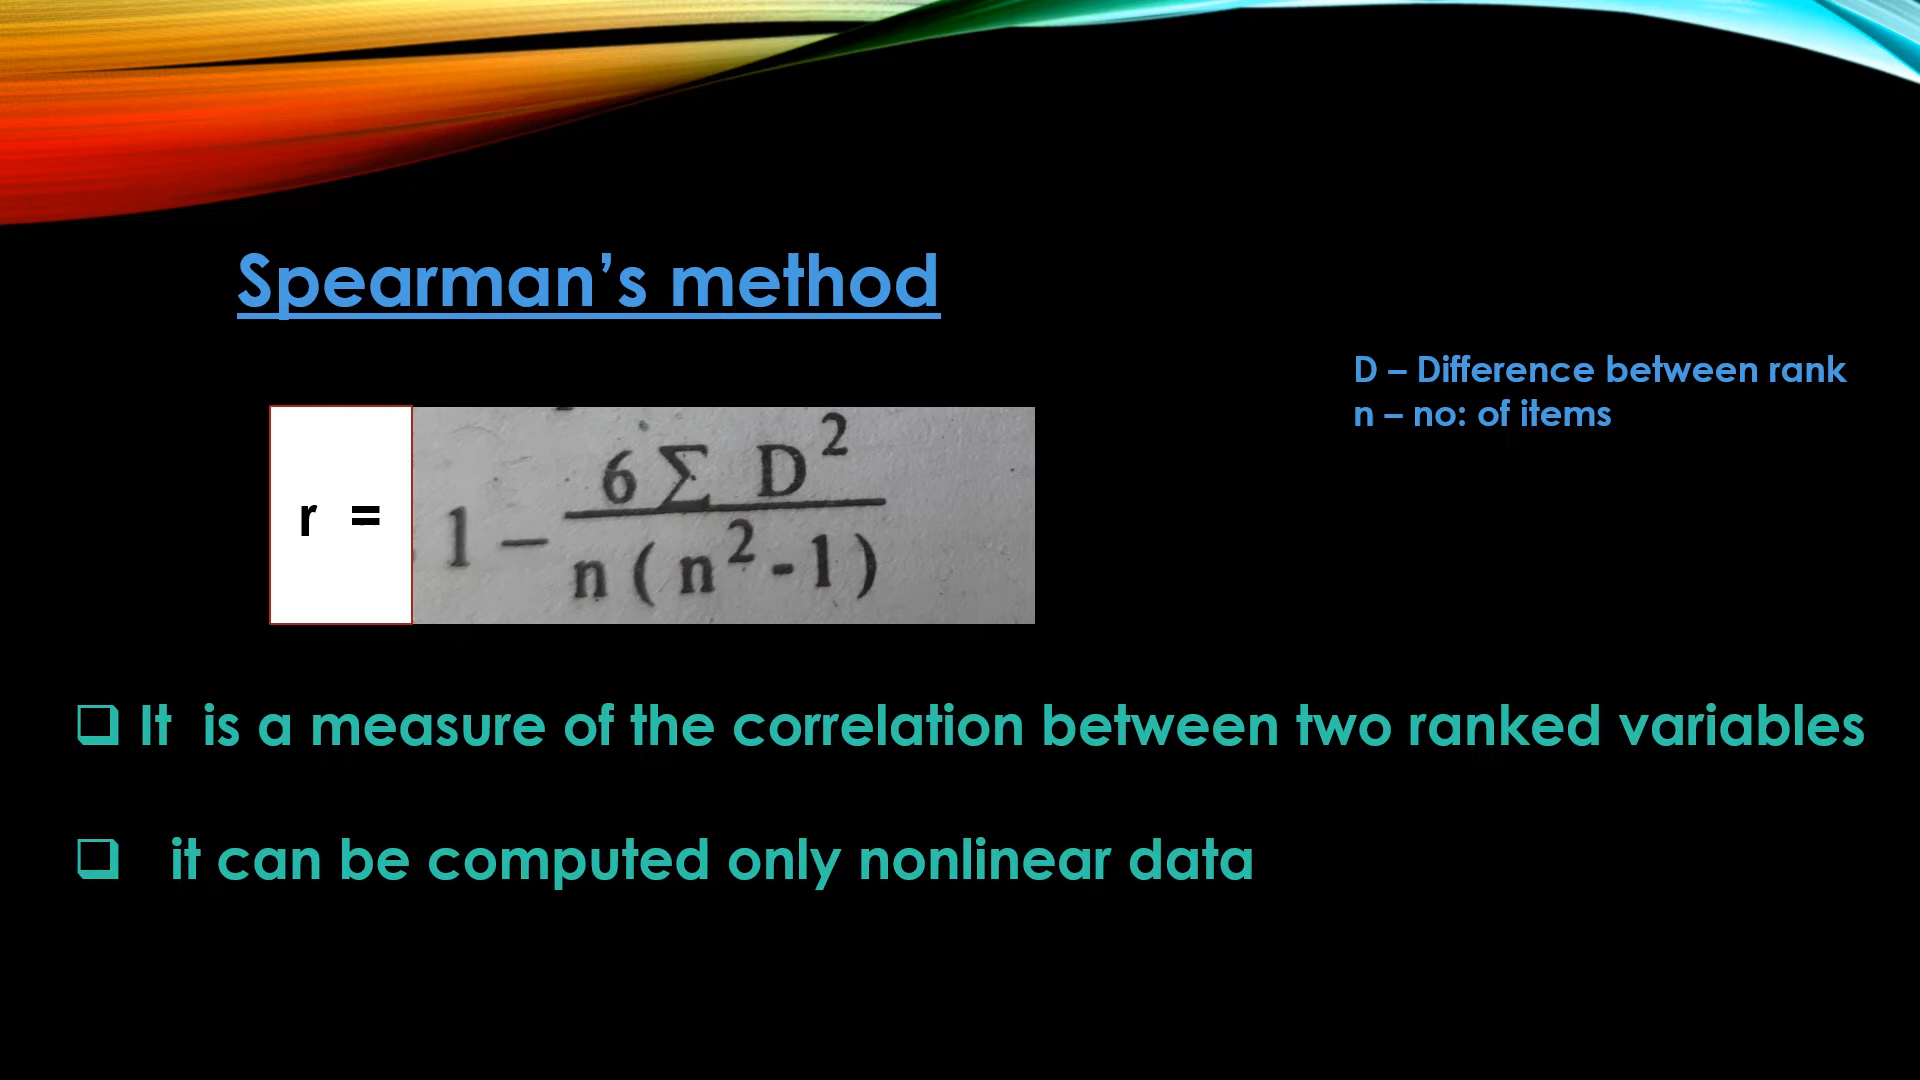 Spearman’s method
D – Difference between rank
n – no: of items
r = 1 – 6 ∑ D² / n ( n² - 1 )
❑ It is a measure of the correlation between two ranked variables
❑ it can be computed only nonlinear data